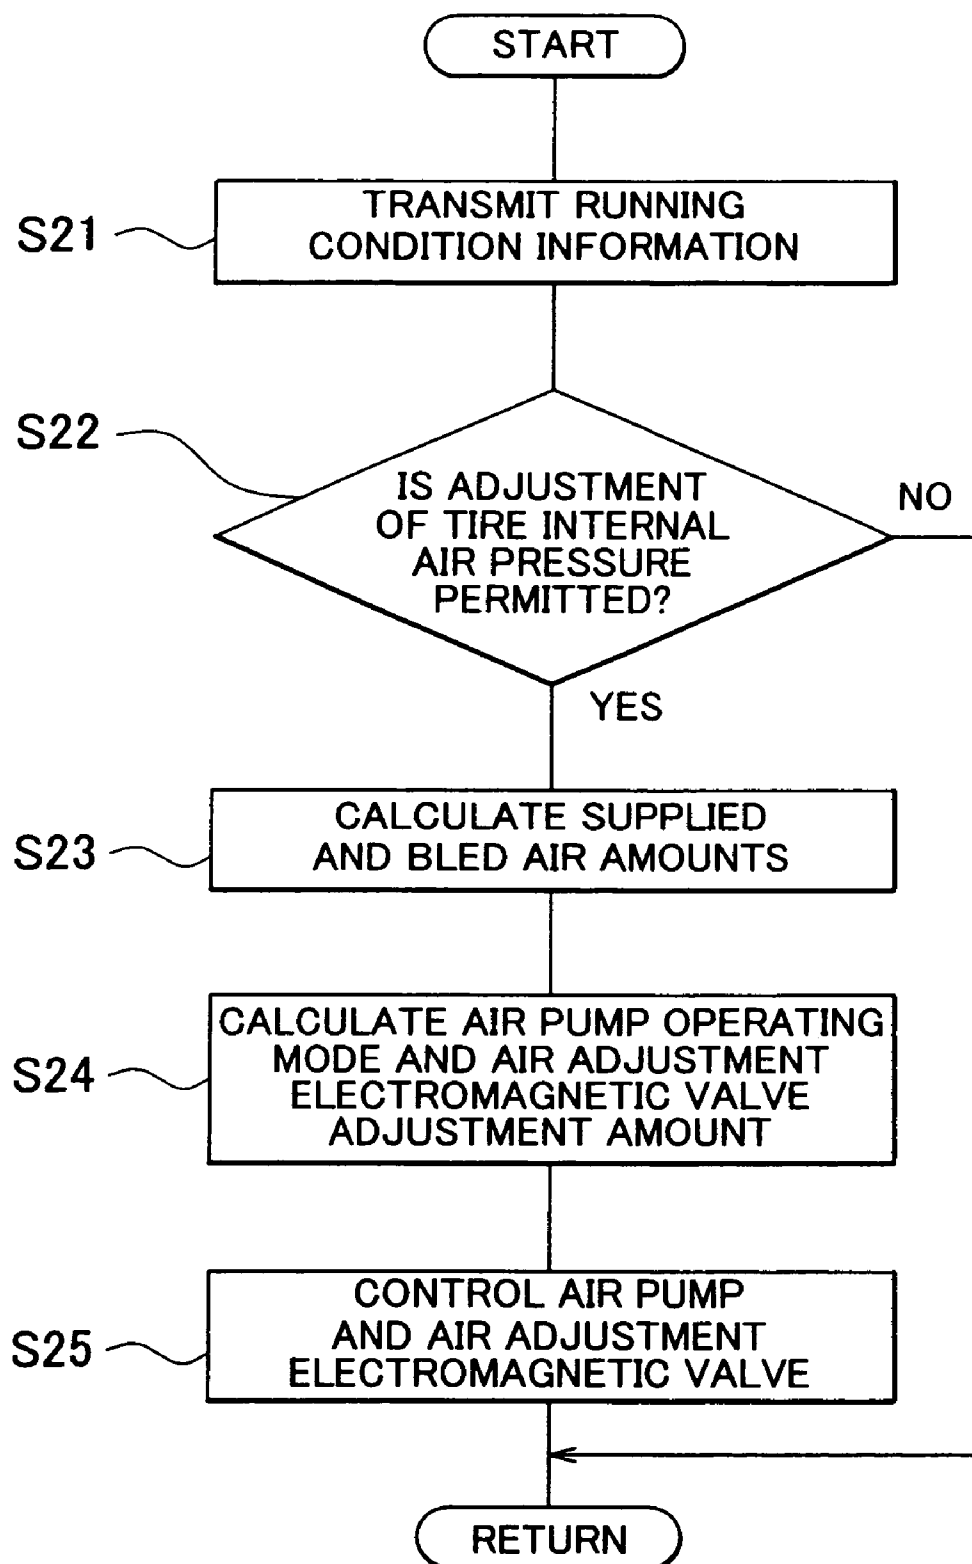 START
S21
TRANSMIT RUNNING
CONDITION INFORMATION
S22
IS ADJUSTMENT
OF TIRE INTERNAL
AIR PRESSURE
PERMITTED?
NO
YES
S23
CALCULATE SUPPLIED
AND BLED AIR AMOUNTS
S24
CALCULATE AIR PUMP OPERATING
MODE AND AIR ADJUSTMENT
ELECTROMAGNETIC VALVE
ADJUSTMENT AMOUNT
S25
CONTROL AIR PUMP
AND AIR ADJUSTMENT
ELECTROMAGNETIC VALVE
RETURN